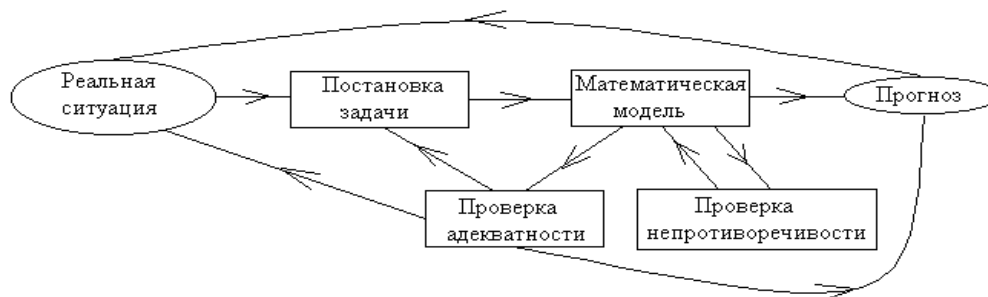 Реальная
ситуация
Постановка
задачи
Математическая
модель
Прогноз
Проверка
адекватности
Проверка
непротиворечивости